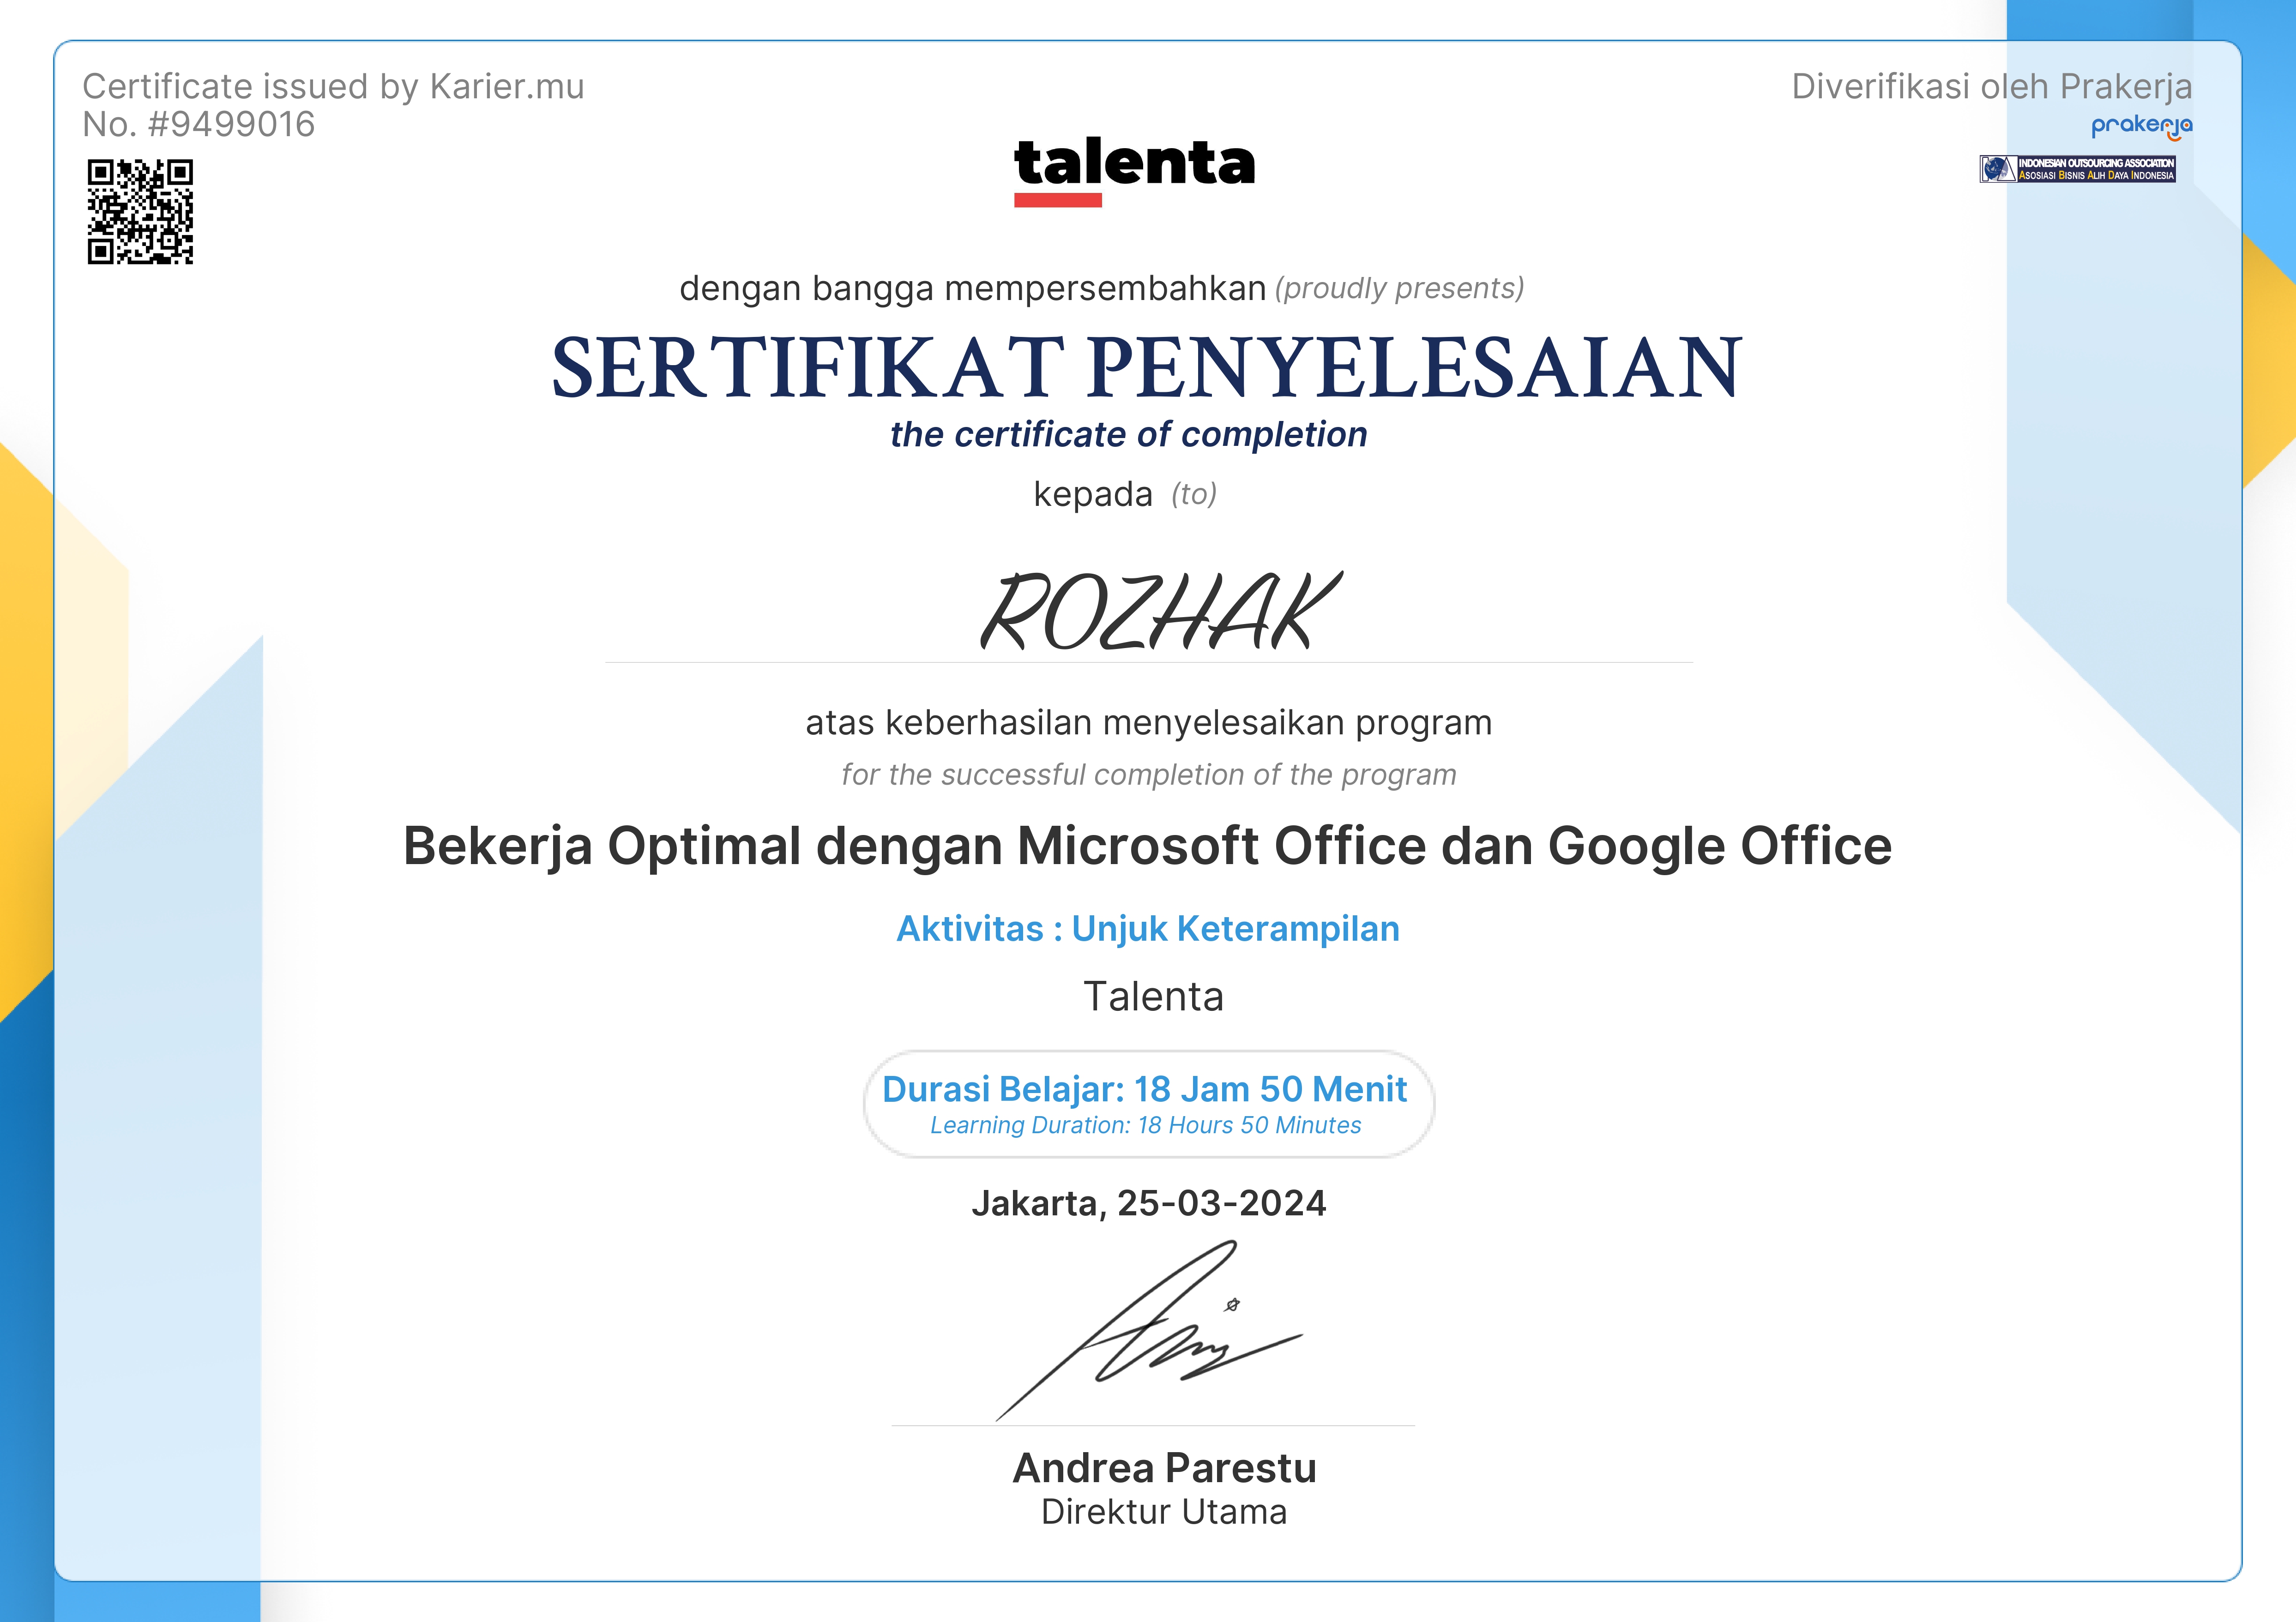 Certificate issued by Karier.mu
No. #9499016
Diverifikasi oleh Prakerja
prakerja
INDONESIAN OUTSOURCING ASSOCIATION
ASOSIASI BISNIS ALIH DAYA INDONESIA
talenta
dengan bangga mempersembahkan (proudly presents)
SERTIFIKAT PENYELESAIAN
the certificate of completion
kepada (to)
ROZHAK
atas keberhasilan menyelesaikan program
for the successful completion of the program
Bekerja Optimal dengan Microsoft Office dan Google Office
Aktivitas : Unjuk Keterampilan
Talenta
Durasi Belajar: 18 Jam 50 Menit
Learning Duration: 18 Hours 50 Minutes
Jakarta, 25-03-2024
Andrea Parestu
Direktur Utama